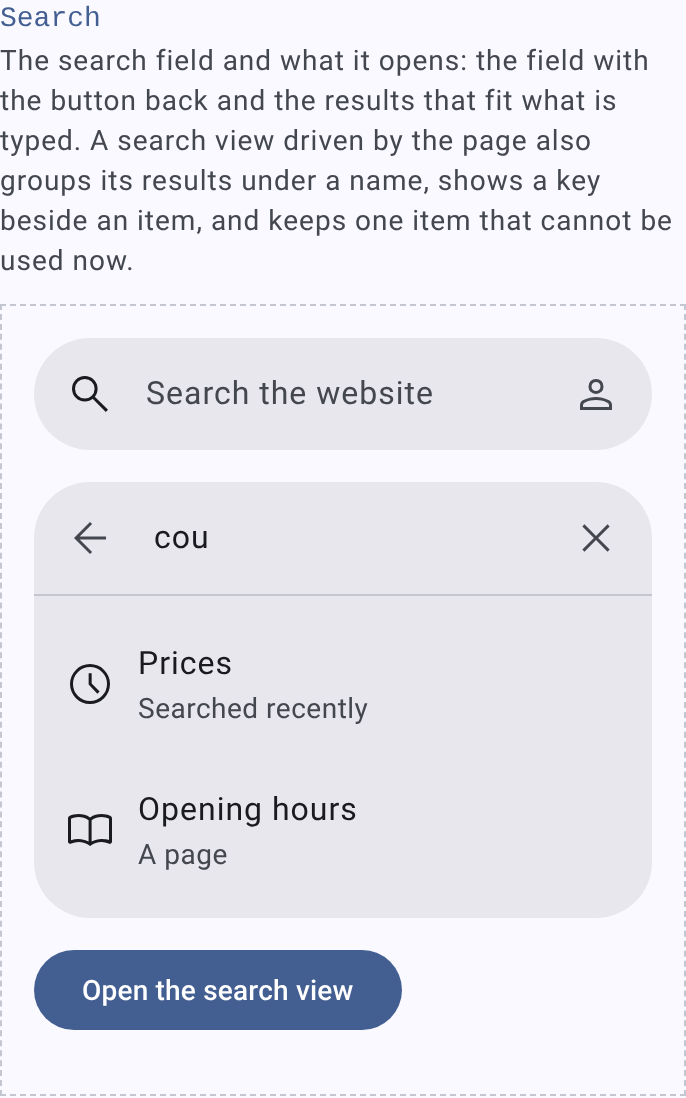 Search
The search field and what it opens: the field with
the button back and the results that fit what is
typed. A search view driven by the page also
groups its results under a name, shows a key
beside an item, and keeps one item that cannot be
used now.
Search the website
cou
Prices
Searched recently
Opening hours
A page
Open the search view